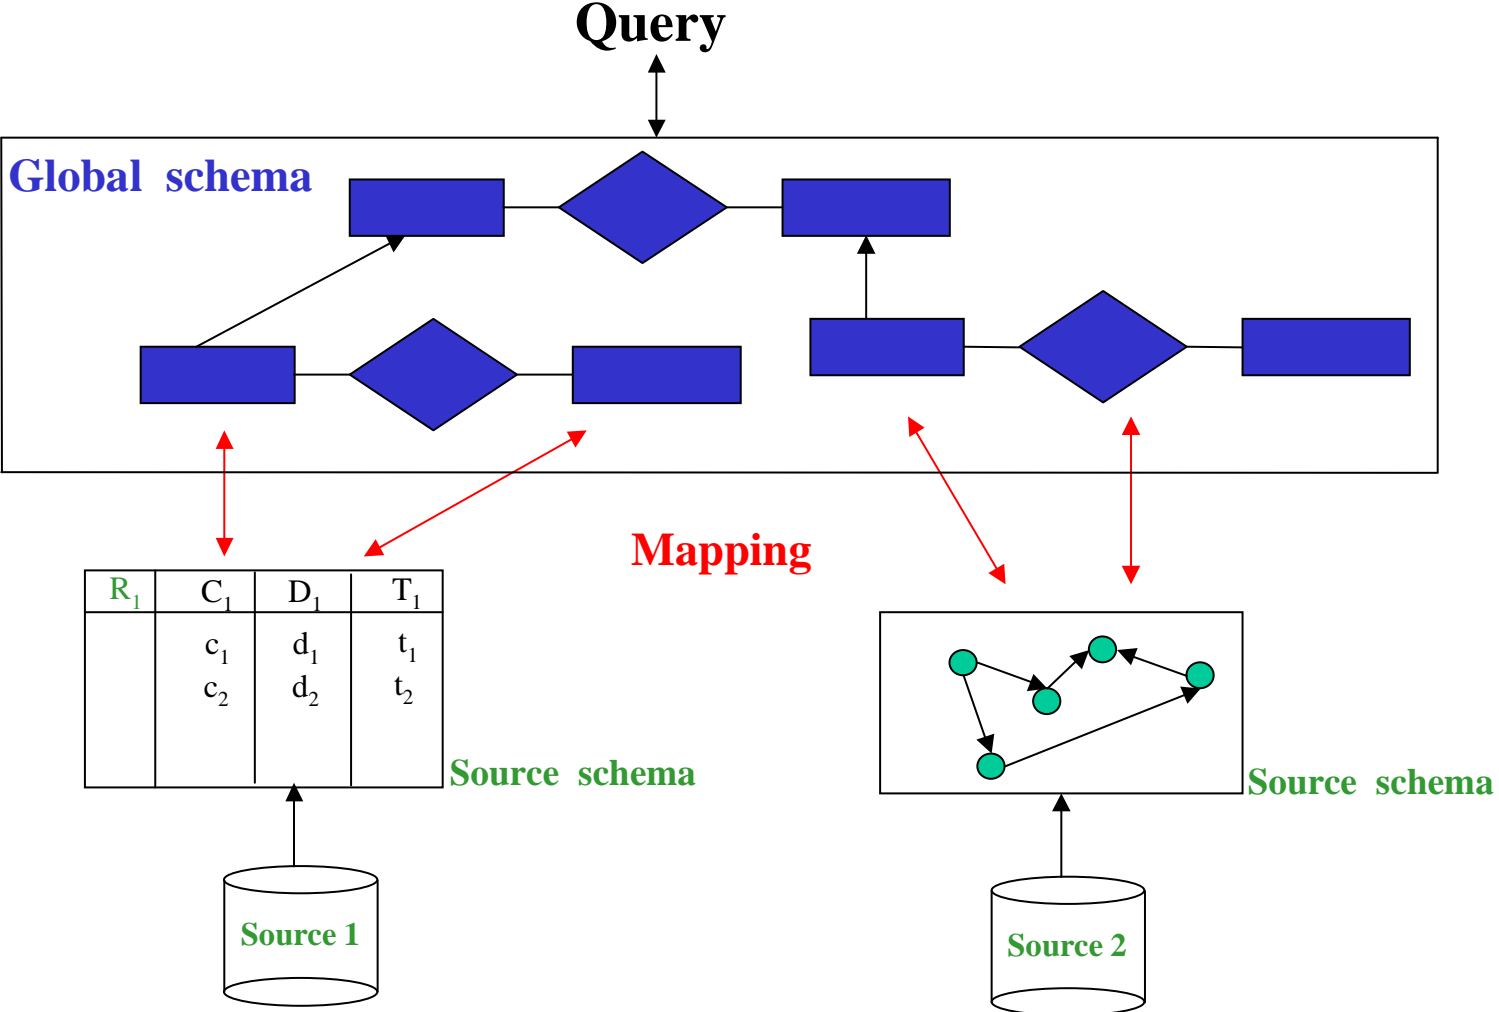 Query
Global schema
Mapping
R₁ C₁ D₁ T₁
c₁ d₁ t₁
c₂ d₂ t₂
Source schema
Source schema
Source 1
Source 2